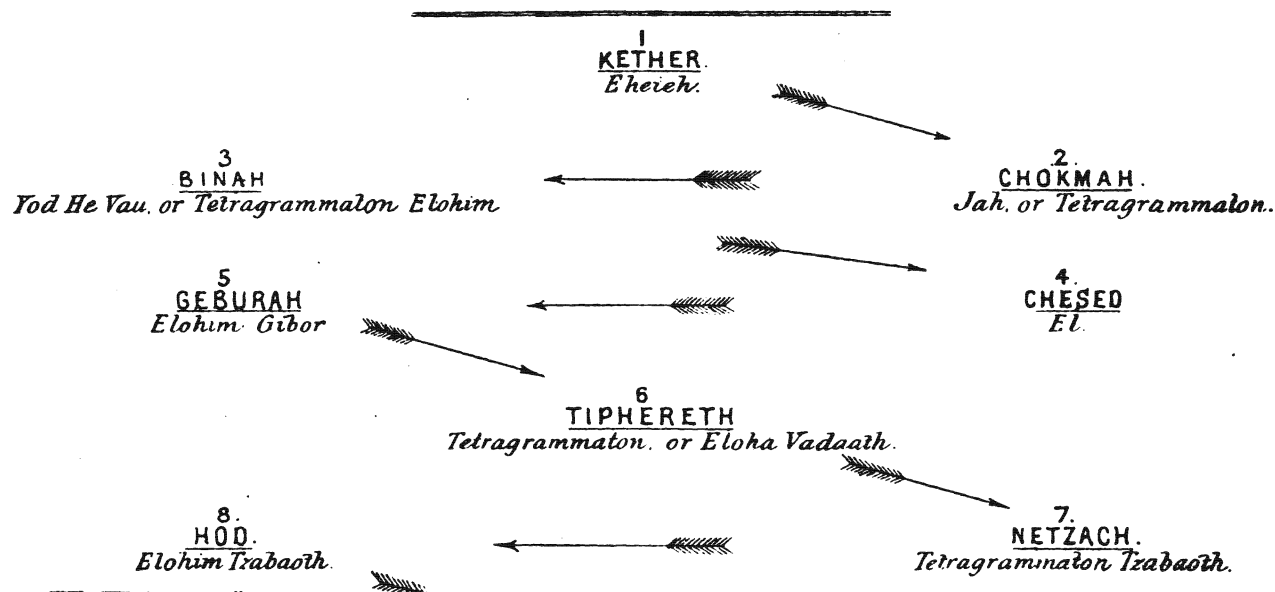 1
KETHER.
Eheieh.
3
BINAH
Yod He Vau, or Tetragrammaton Elohim
2.
CHOKMAH.
Jah, or Tetragrammaton.
5
GEBURAH
Elohim Gibor
4.
CHESED
El.
6
TIPHERETH
Tetragrammaton, or Eloha Vadaath.
8.
HOD.
Elohim Tzabaoth.
7.
NETZACH.
Tetragrammaton Tzabaoth.